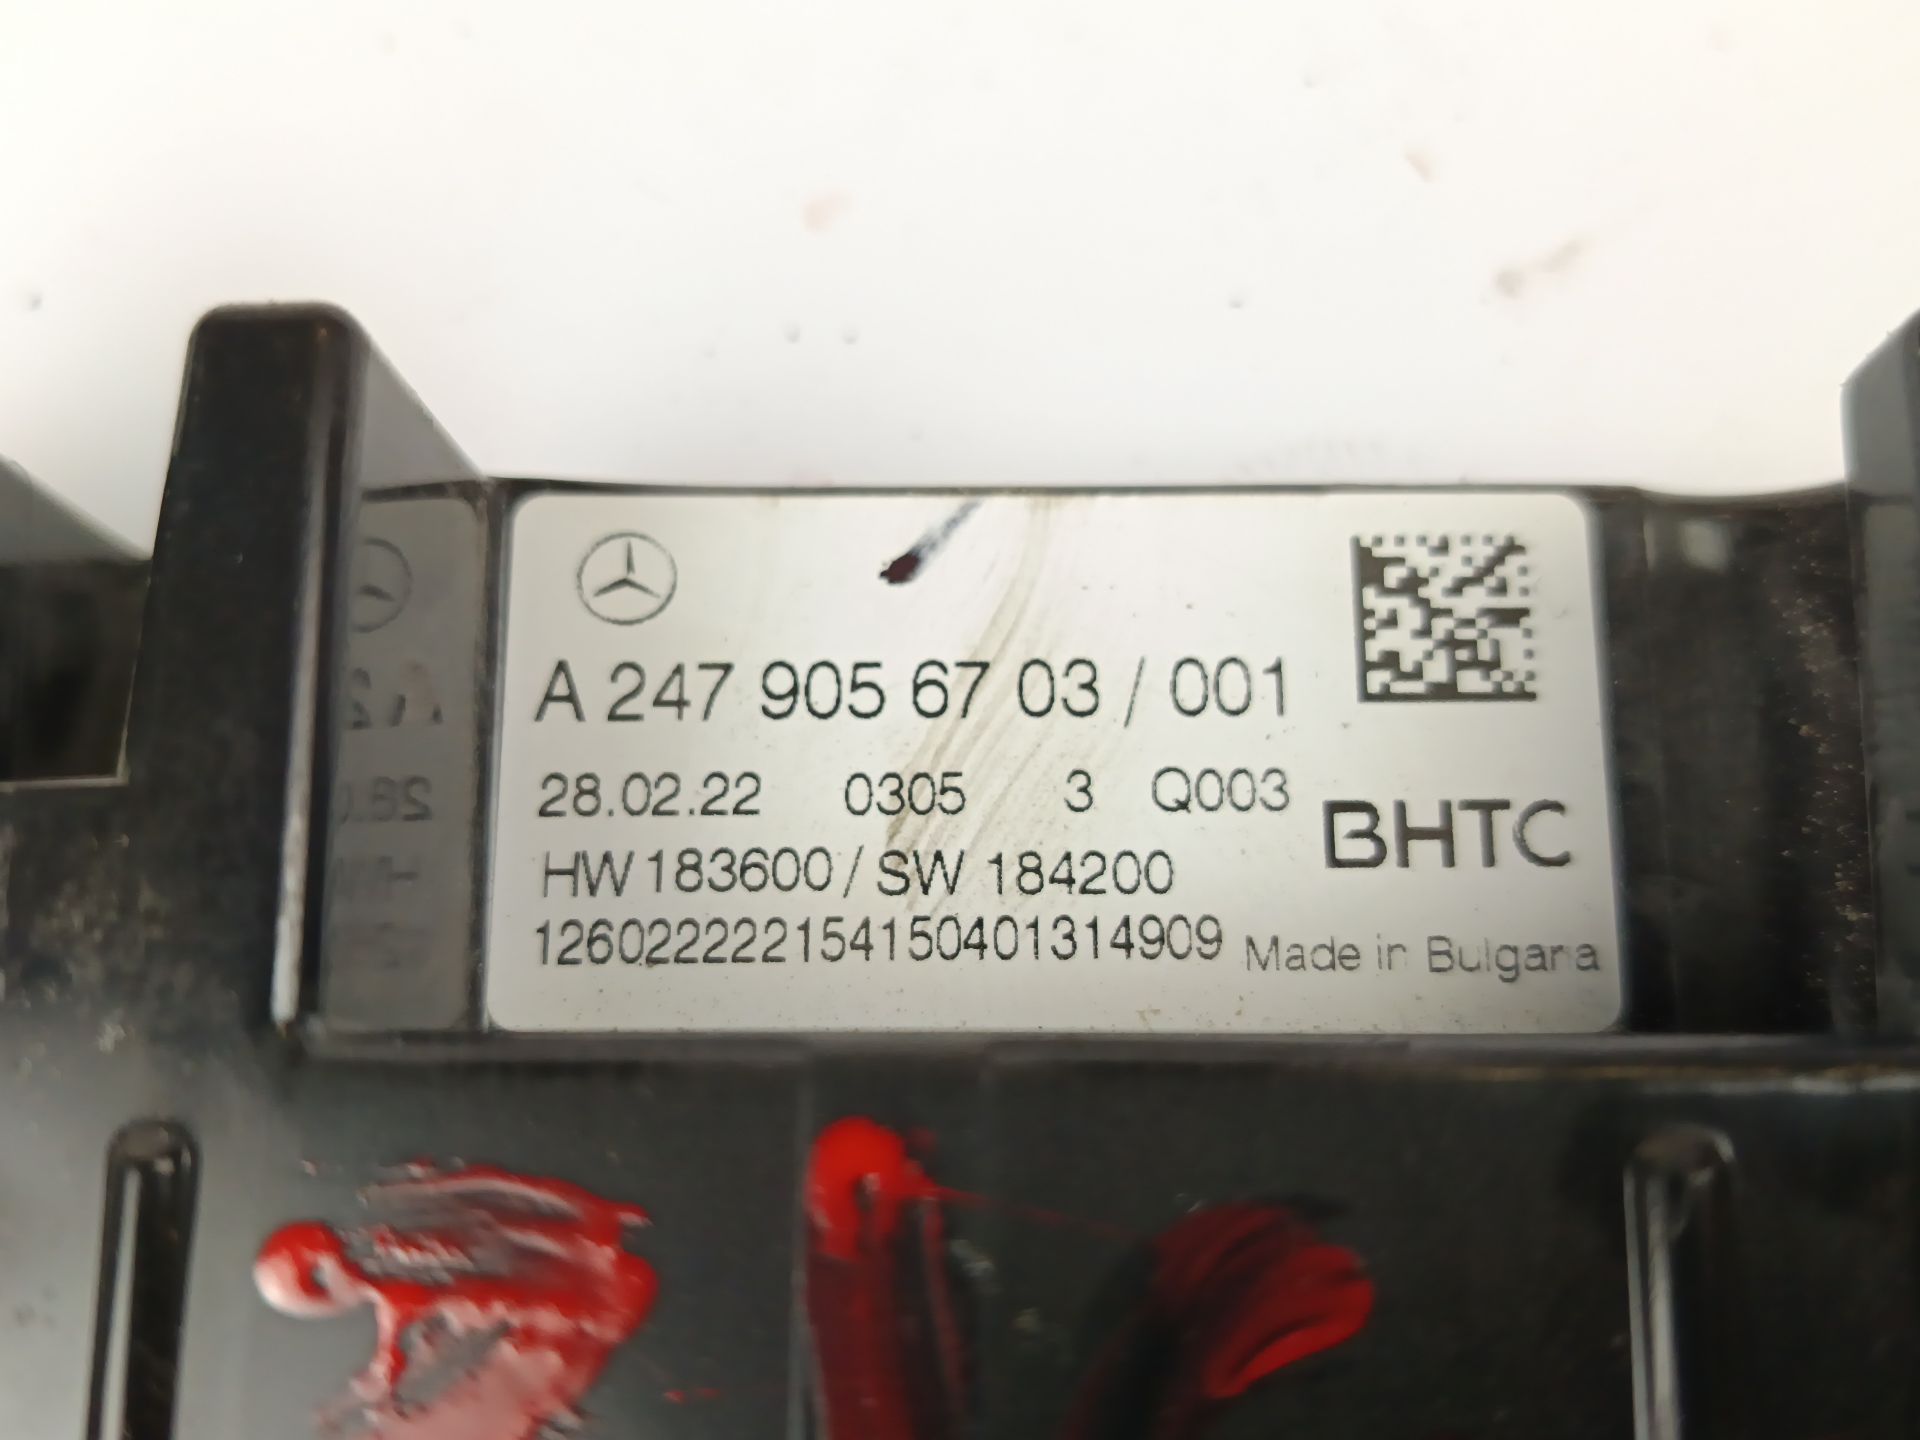 A 247 905 67 03 / 001
28.02.22 0305 3 Q003
BHTC
HW 183600 / SW 184200
126022222154150401314909 Made in Bulgaria